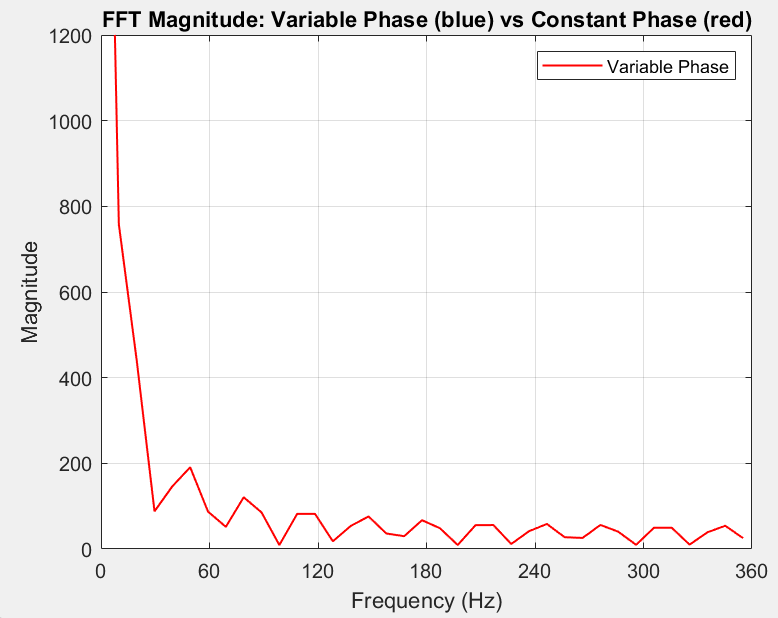 FFT Magnitude: Variable Phase (blue) vs Constant Phase (red)
Variable Phase
1200
1000
800
600
400
200
0
Magnitude
0 60 120 180 240 300 360
Frequency (Hz)